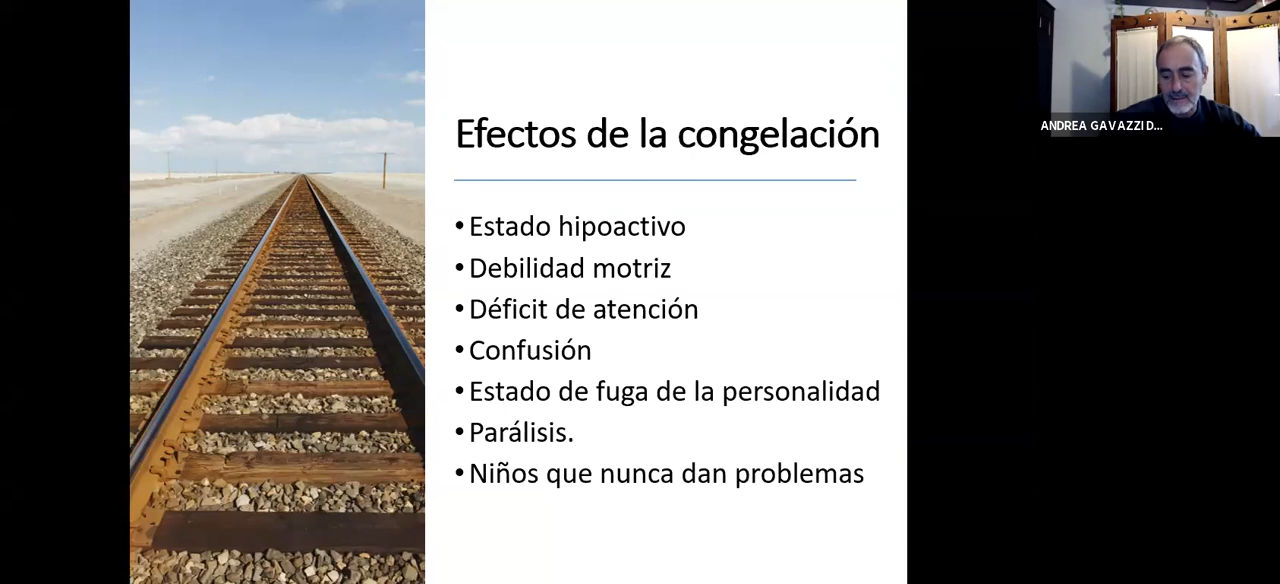 Efectos de la congelación
• Estado hipoactivo
• Debilidad motriz
• Déficit de atención
• Confusión
• Estado de fuga de la personalidad
• Parálisis.
• Niños que nunca dan problemas
ANDREA GAVAZZI D...